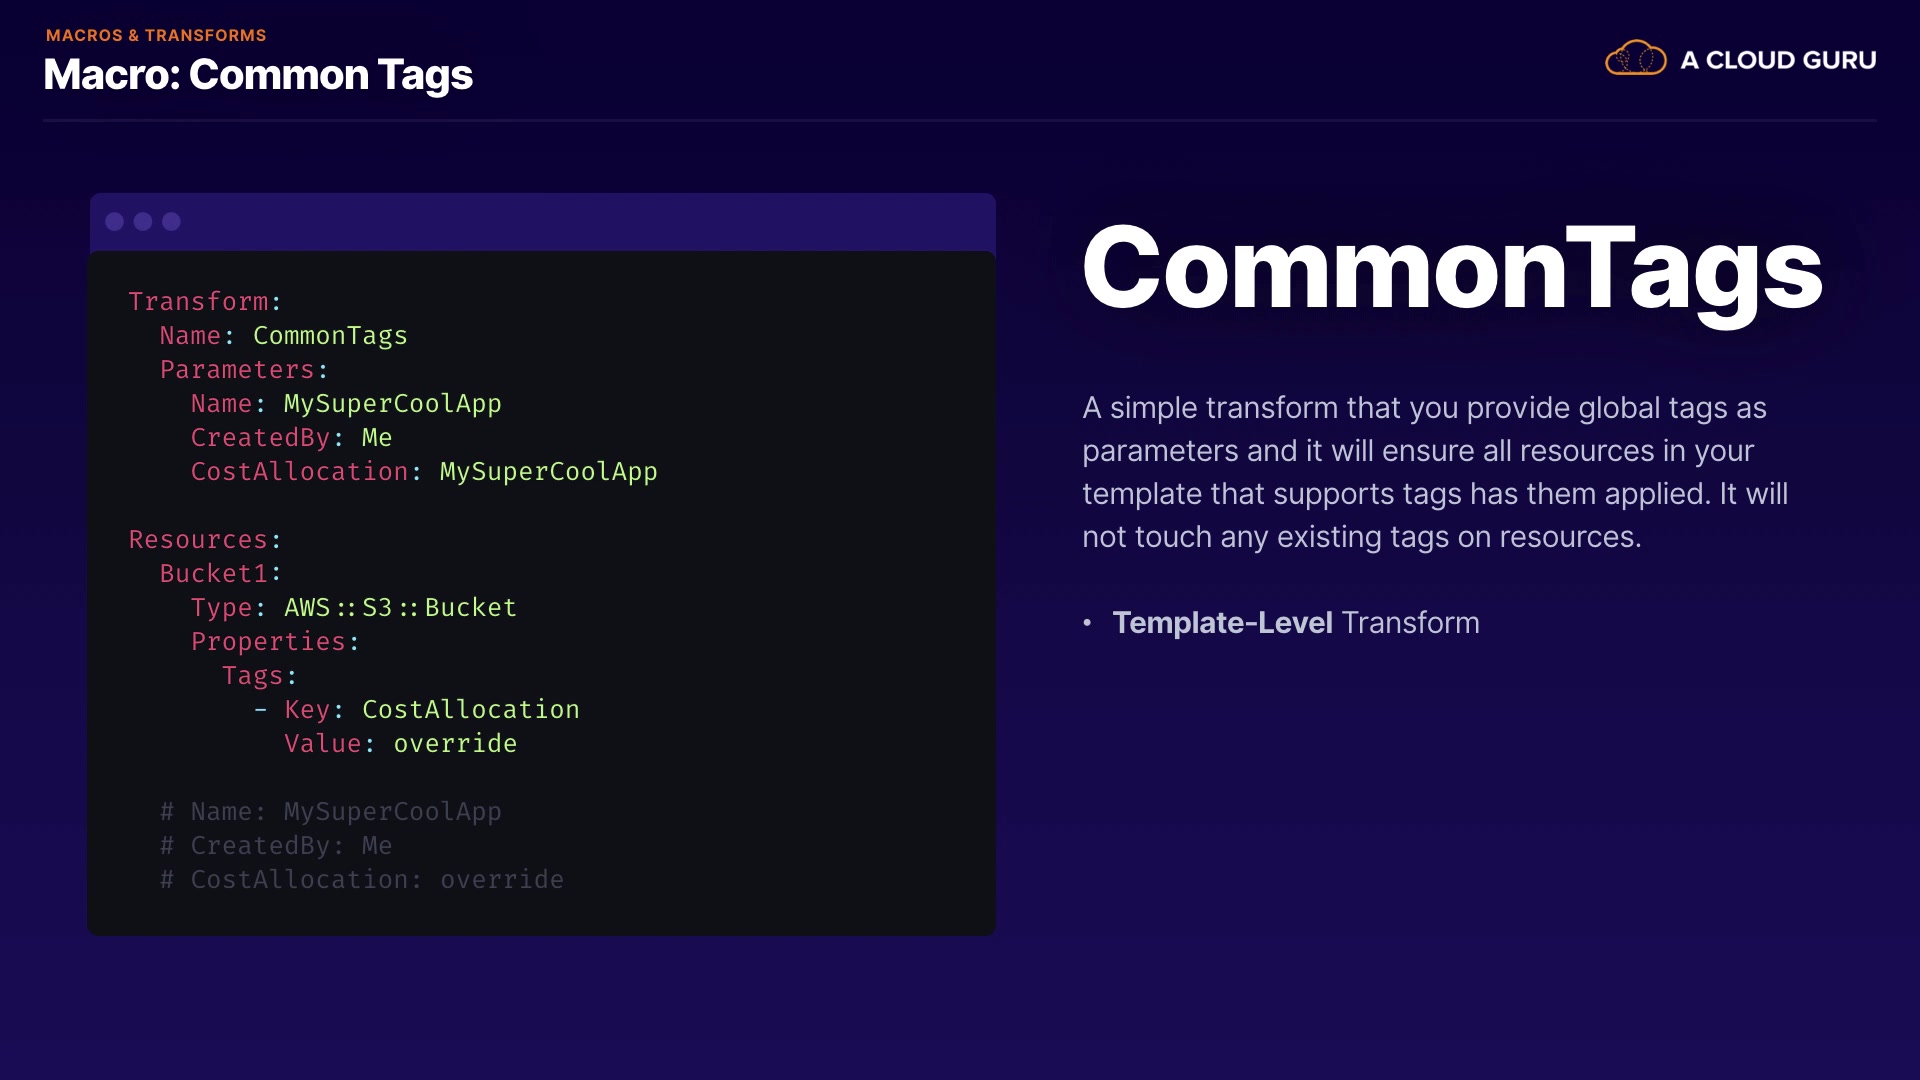 MACROS & TRANSFORMS
Macro: Common Tags
A CLOUD GURU
Transform:
  Name: CommonTags
  Parameters:
    Name: MySuperCoolApp
    CreatedBy: Me
    CostAllocation: MySuperCoolApp

Resources:
  Bucket1:
    Type: AWS::S3::Bucket
    Properties:
      Tags:
        - Key: CostAllocation
          Value: override

  # Name: MySuperCoolApp
  # CreatedBy: Me
  # CostAllocation: override
CommonTags
A simple transform that you provide global tags as
parameters and it will ensure all resources in your
template that supports tags has them applied. It will
not touch any existing tags on resources.
• Template-Level Transform